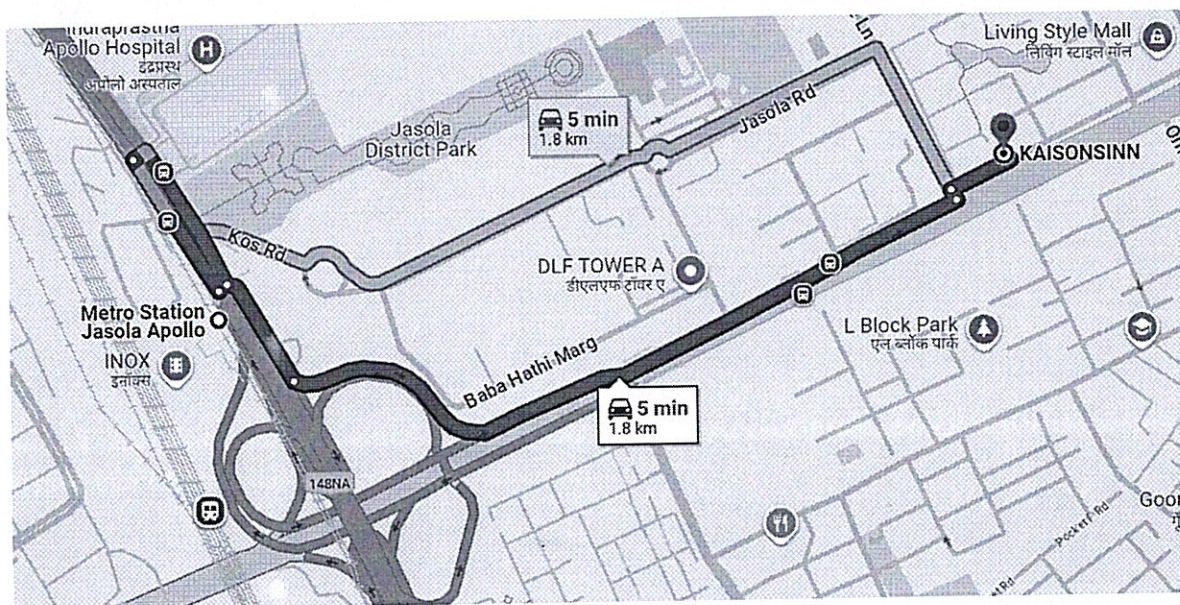 Indraprastha
Apollo Hospital
इंद्रप्रस्थ
अपोलो अस्पताल
Living Style Mall
लिविंग स्टाइल मॉल
Ln
Jasola Rd
5 min
1.8 km
Jasola
District Park
KAISONSINN
Kos Rd
DLF TOWER A
डीएलएफ टॉवर ए
Metro Station
Jasola Apollo
L Block Park
एल ब्लॉक पार्क
INOX
इनॉक्स
Baba Hathi Marg
5 min
1.8 km
148NA
Pocket F Rd
Rd